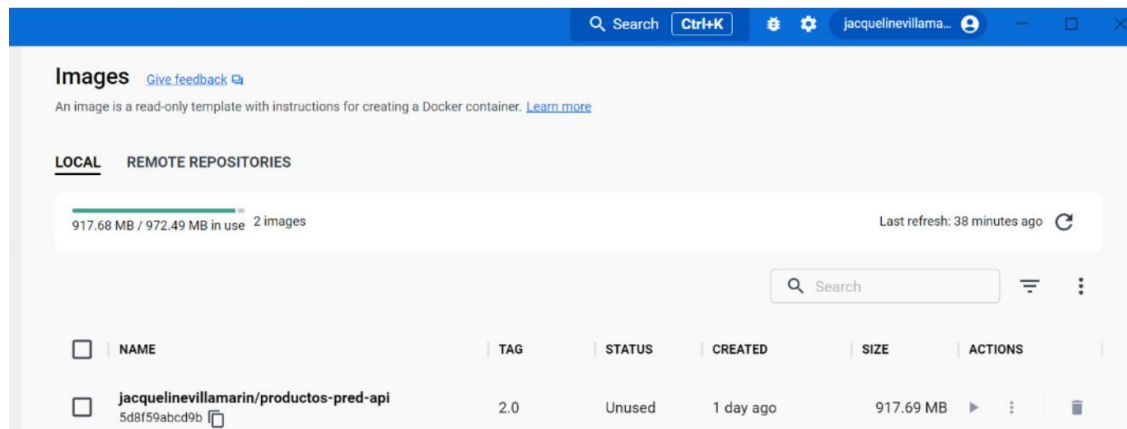 Search Ctrl+K jacquelinevillama...
Images Give feedback
An image is a read-only template with instructions for creating a Docker container. Learn more
LOCAL REMOTE REPOSITORIES
917.68 MB / 972.49 MB in use 2 images Last refresh: 38 minutes ago
Search
NAME TAG STATUS CREATED SIZE ACTIONS
jacquelinevillamarin/productos-pred-api
5d8f59abcd9b 2.0 Unused 1 day ago 917.69 MB